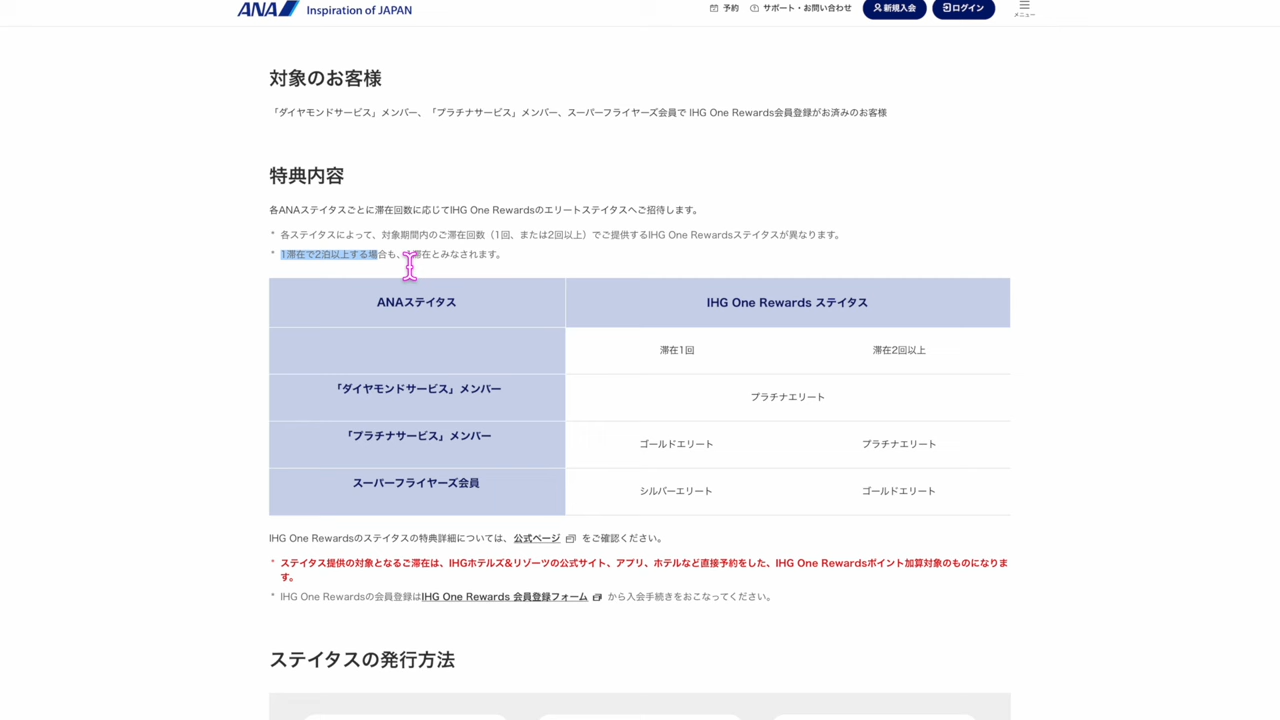 ANA Inspiration of JAPAN
予約 サポート・お問い合わせ 新規入会 ログイン メニュー
対象のお客様
「ダイヤモンドサービス」メンバー、「プラチナサービス」メンバー、スーパーフライヤーズ会員で IHG One Rewards会員登録がお済みのお客様
特典内容
各ANAステイタスごとに滞在回数に応じてIHG One Rewardsのエリートステイタスへご招待します。
* 各ステイタスによって、対象期間内のご滞在回数（1回、または2回以上）でご提供するIHG One Rewardsステイタスが異なります。
* 1滞在で2泊以上する場合も、滞在とみなされます。
ANAステイタス IHG One Rewards ステイタス
滞在1回 滞在2回以上
「ダイヤモンドサービス」メンバー プラチナエリート
「プラチナサービス」メンバー ゴールドエリート プラチナエリート
スーパーフライヤーズ会員 シルバーエリート ゴールドエリート
IHG One Rewardsのステイタスの特典詳細については、公式ページ をご確認ください。
* ステイタス提供の対象となるご滞在は、IHGホテルズ&リゾーツの公式サイト、アプリ、ホテルなど直接予約をした、IHG One Rewardsポイント加算対象のものになりま
す。
* IHG One Rewardsの会員登録はIHG One Rewards 会員登録フォーム から入会手続きをおこなってください。
ステイタスの発行方法